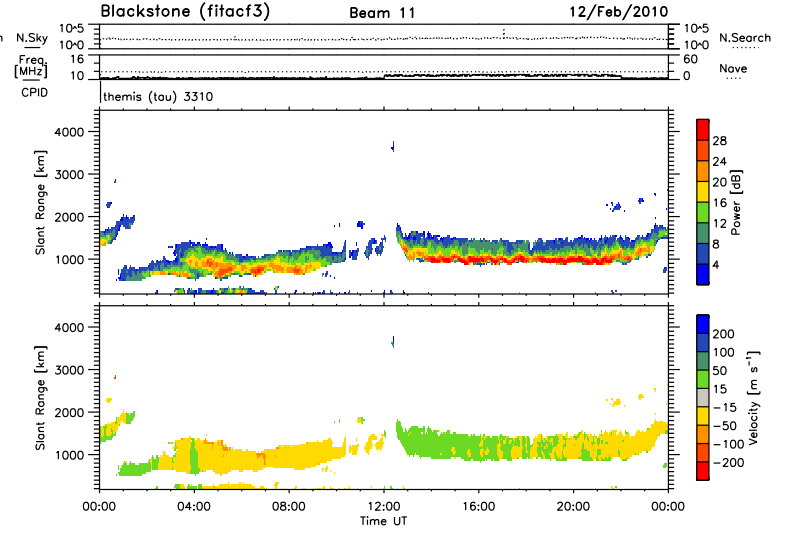 Blackstone (fitacf3) Beam 11 12/Feb/2010
N.Sky 10^5 10^0 10^5 10^0 N.Search
Freq. [MHz] 16 10 60 0 Nave
CPID themis (tau) 3310
Slant Range [km] 4000 3000 2000 1000
Power [dB] 28 24 20 16 12 8 4
Slant Range [km] 4000 3000 2000 1000
Velocity [m s⁻¹] 200 100 50 15 −15 −50 −100 −200
00:00 04:00 08:00 12:00 16:00 20:00 00:00
Time UT